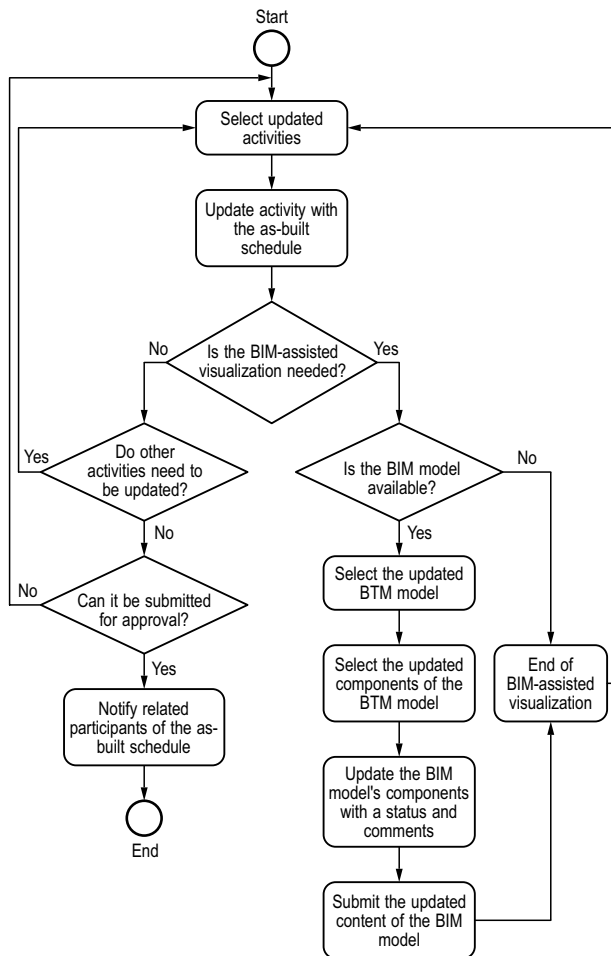 Start
Select updated
activities
Update activity with
the as-built
schedule
No
Is the BIM-assisted
visualization needed?
Yes
Yes
Do other
activities need to
be updated?
No
Is the BIM model
available?
No
Yes
No
Can it be submitted
for approval?
Yes
Select the updated
BTM model
Select the updated
components of the
BTM model
End of
BIM-assisted
visualization
Notify related
participants of the as-
built schedule
End
Update the BIM
model's components
with a status and
comments
Submit the updated
content of the BIM
model